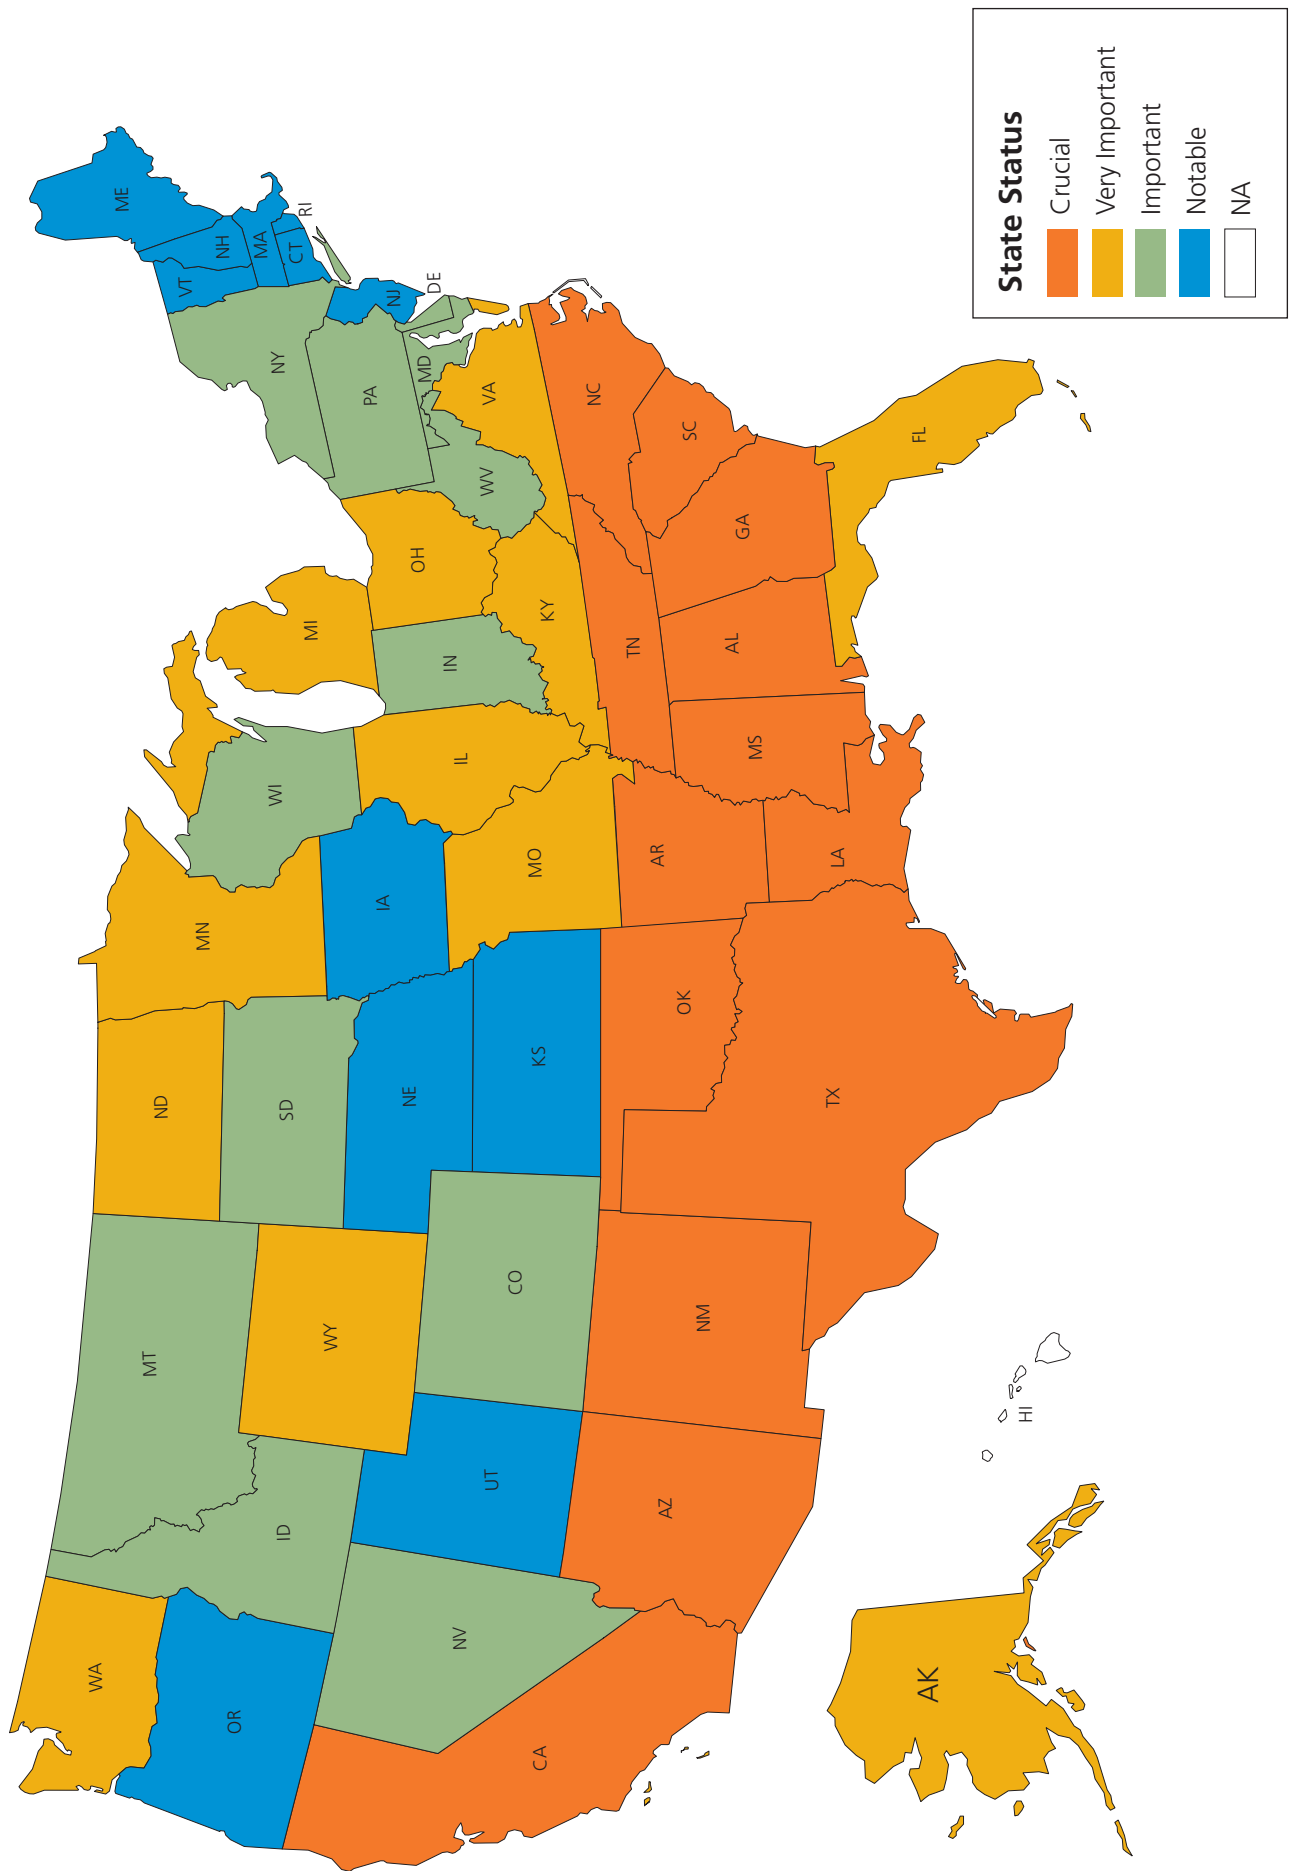 WA
OR
CA
NV
ID
MT
WY
UT
AZ
CO
NM
ND
SD
NE
KS
OK
TX
MN
IA
MO
AR
LA
WI
IL
MI
IN
OH
KY
TN
MS
AL
GA
FL
SC
NC
VA
WV
MD
DE
PA
NY
NJ
VT
NH
ME
MA
CT
RI
AK
HI
State Status
Crucial
Very Important
Important
Notable
NA